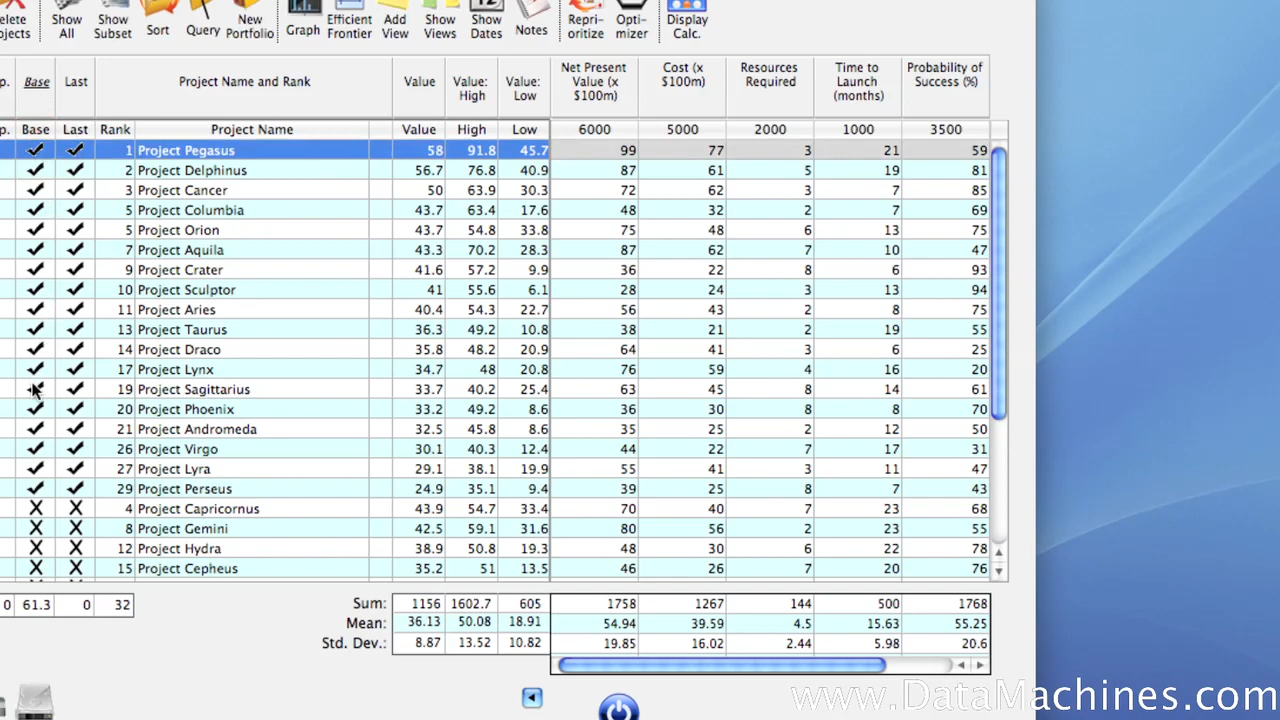 elete ojects
Show All
Show Subset
Sort
Query
New Portfolio
Graph
Efficient Frontier
Add View
Show Views
Show Dates
Notes
Repri- oritize
Opti- mizer
Display Calc.
p. Base Last Project Name and Rank Value Value: High Value: Low Net Present Value (x $100m) Cost (x $100m) Resources Required Time to Launch (months) Probability of Success (%)
p. Base Last Rank Project Name Value High Low 6000 5000 2000 1000 3500
1 Project Pegasus 58 91.8 45.7 99 77 3 21 59
2 Project Delphinus 56.7 76.8 40.9 87 61 5 19 81
3 Project Cancer 50 63.9 30.3 72 62 3 7 85
5 Project Columbia 43.7 63.4 17.6 48 32 2 7 69
5 Project Orion 43.7 54.8 33.8 75 48 6 13 75
7 Project Aquila 43.3 70.2 28.3 87 62 7 10 47
9 Project Crater 41.6 57.2 9.9 36 22 8 6 93
10 Project Sculptor 41 55.6 6.1 28 24 3 13 94
11 Project Aries 40.4 54.3 22.7 56 43 2 8 75
13 Project Taurus 36.3 49.2 10.8 38 21 2 19 55
14 Project Draco 35.8 48.2 20.9 64 41 3 6 25
17 Project Lynx 34.7 48 20.8 76 59 4 16 20
19 Project Sagittarius 33.7 40.2 25.4 63 45 8 14 61
20 Project Phoenix 33.2 49.2 8.6 36 30 8 8 70
21 Project Andromeda 32.5 45.8 8.6 35 25 2 12 50
26 Project Virgo 30.1 40.3 12.4 44 22 7 17 31
27 Project Lyra 29.1 38.1 19.9 55 41 3 11 47
29 Project Perseus 24.9 35.1 9.4 39 25 8 7 43
X X 4 Project Capricornus 43.9 54.7 33.4 70 40 7 23 68
X X 8 Project Gemini 42.5 59.1 31.6 80 56 2 23 55
X X 12 Project Hydra 38.9 50.8 19.3 48 30 6 22 78
X X 15 Project Cepheus 35.2 51 13.5 46 26 7 20 76
0 61.3 0 32 Sum: 1156 1602.7 605 1758 1267 144 500 1768
Mean: 36.13 50.08 18.91 54.94 39.59 4.5 15.63 55.25
Std. Dev.: 8.87 13.52 10.82 19.85 16.02 2.44 5.98 20.6
www.DataMachines.com